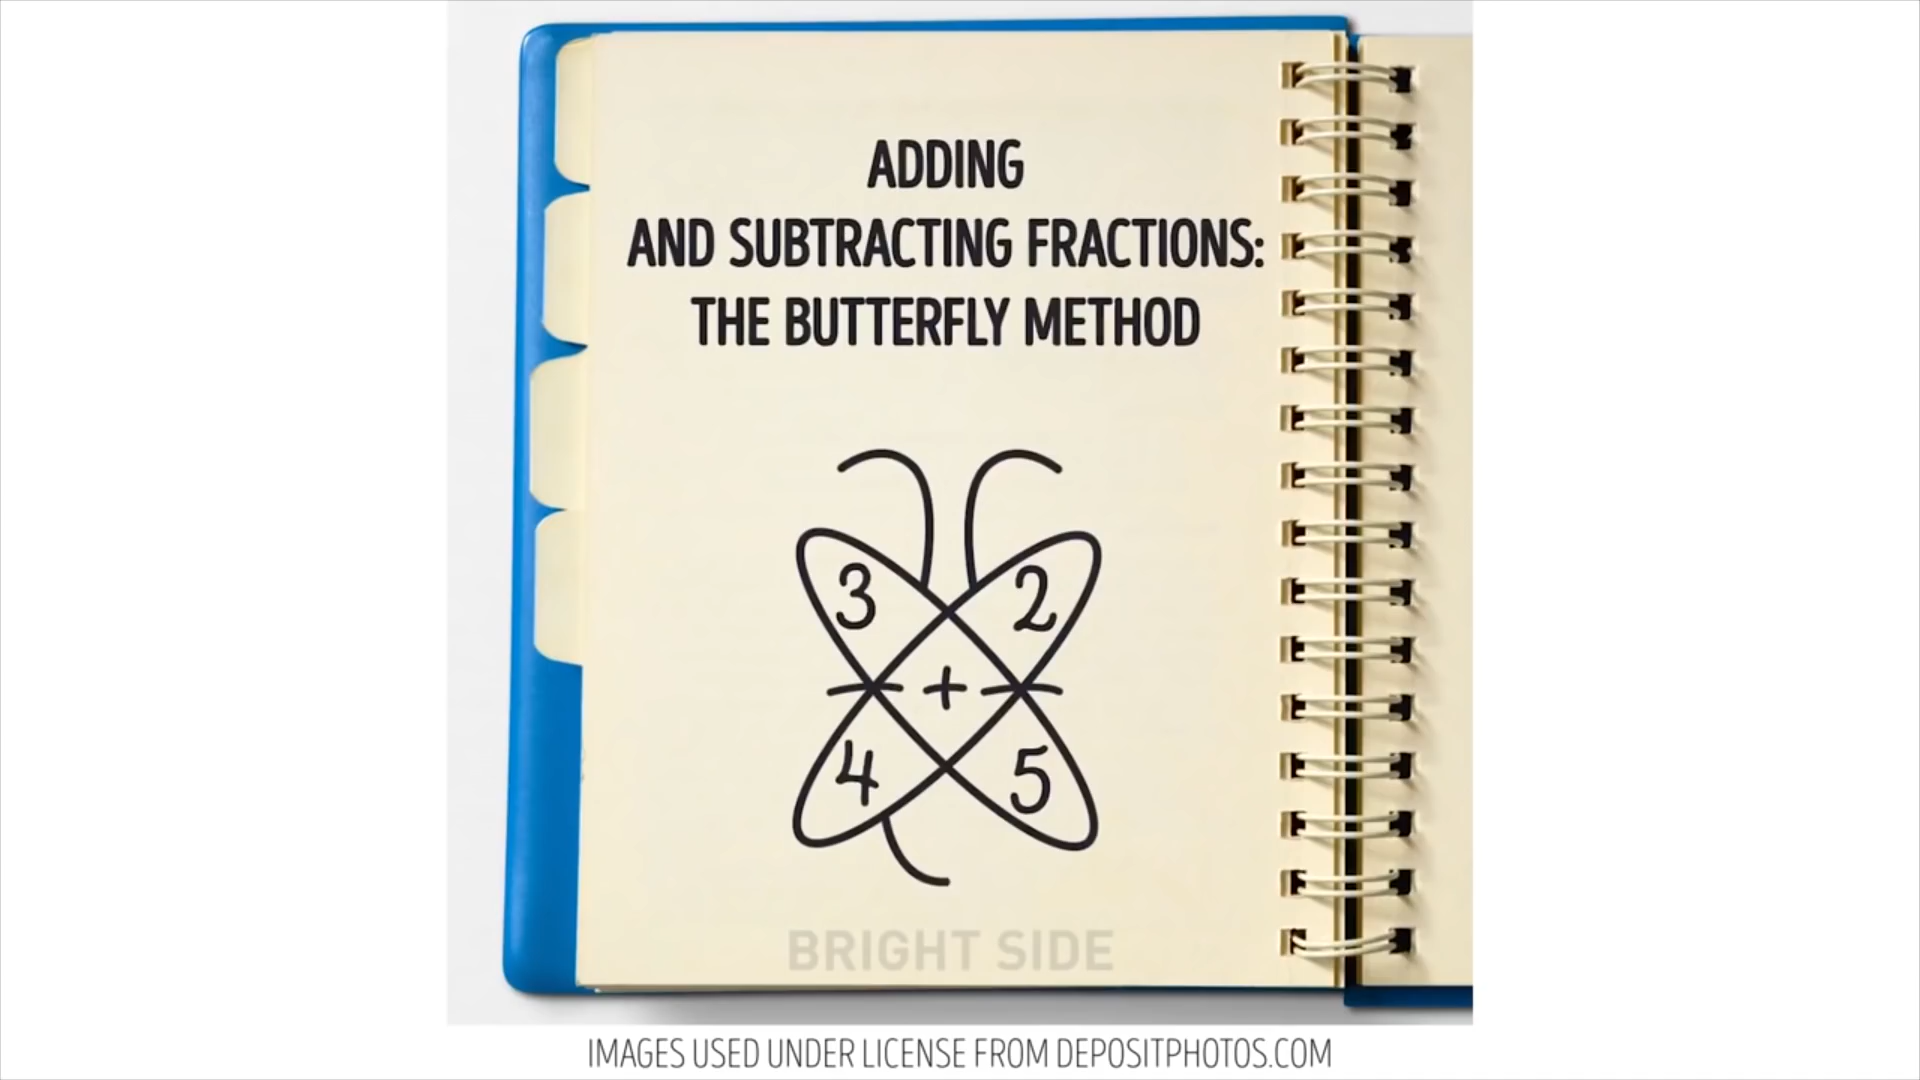 ADDING
AND SUBTRACTING FRACTIONS:
THE BUTTERFLY METHOD
3 2
+
4 5
BRIGHT SIDE
IMAGES USED UNDER LICENSE FROM DEPOSITPHOTOS.COM